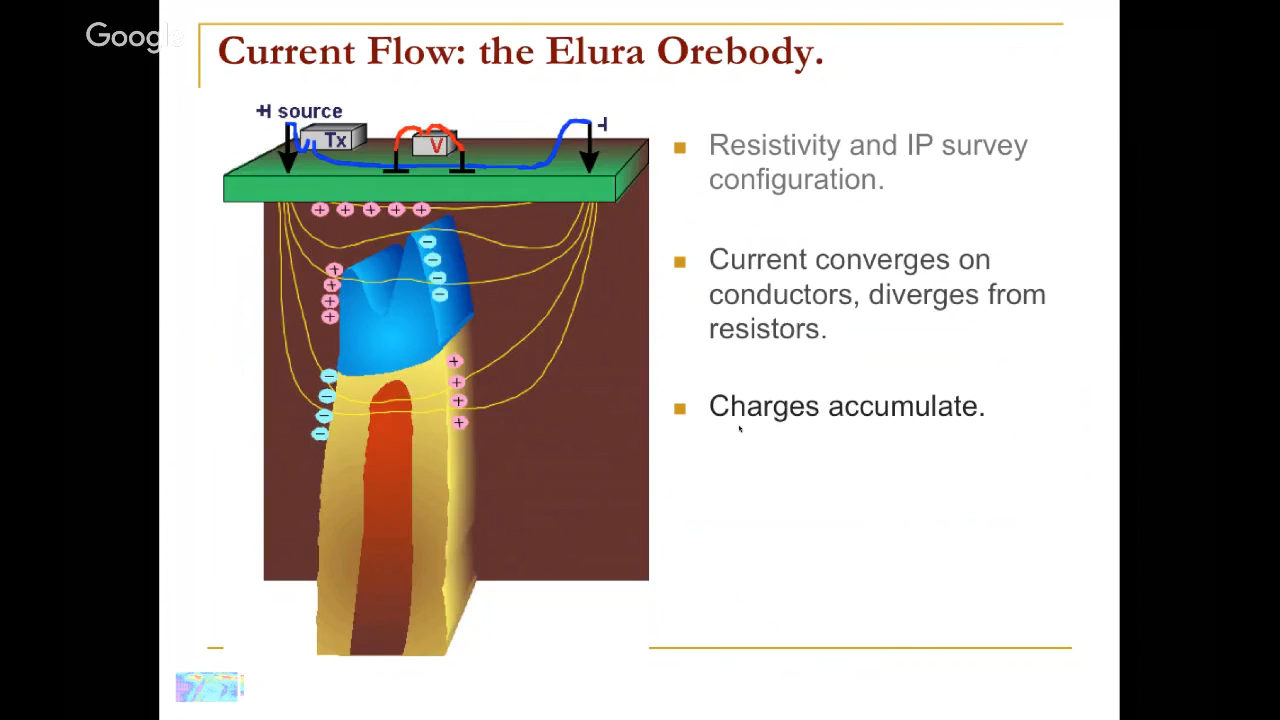 Google
Current Flow: the Elura Orebody.
+I source
Tx
V
-I
Resistivity and IP survey
configuration.
Current converges on
conductors, diverges from
resistors.
Charges accumulate.
+ + + + +
+
+
+
+
−
−
−
−
−
−
−
−
+
+
+
+